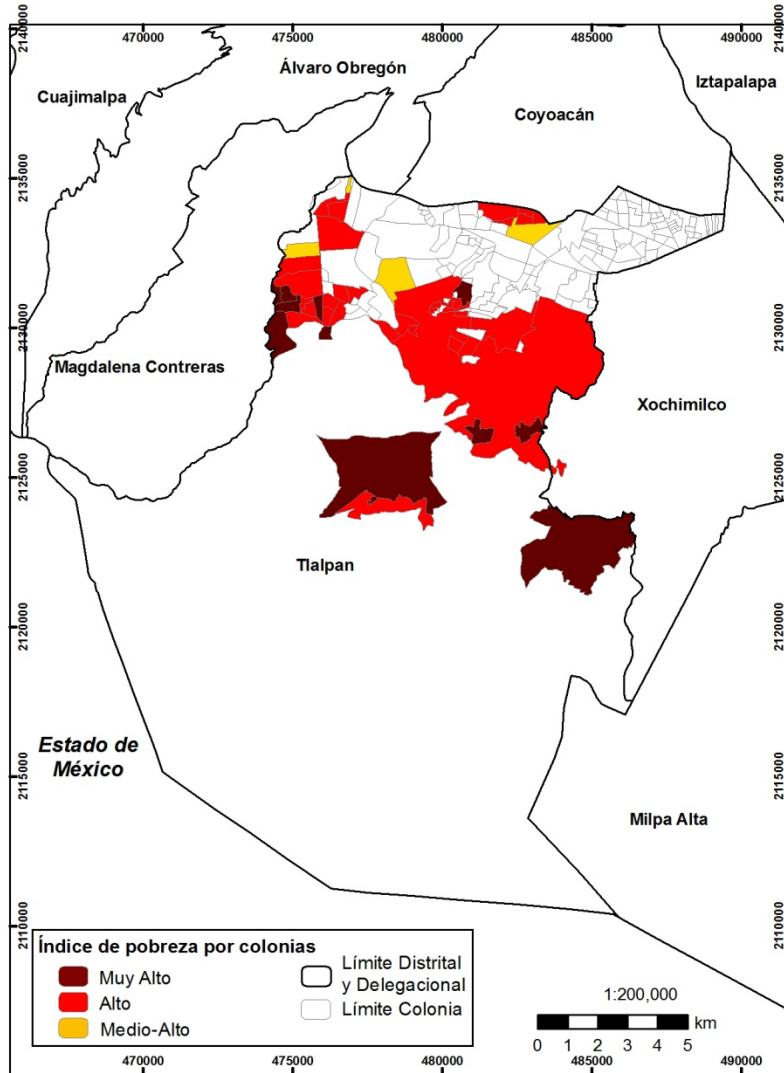 470000 475000 480000 485000 490000
2140000 2140000
Álvaro Obregón
Iztapalapa
Cuajimalpa
Coyoacán
2135000 2135000
2130000 2130000
Magdalena Contreras
Xochimilco
2125000 2125000
Tlalpan
2120000 2120000
Estado de
México
2115000 2115000
Milpa Alta
2110000 2110000
Índice de pobreza por colonias
Muy Alto
Alto
Medio-Alto
Límite Distrital
y Delegacional
Límite Colonia
1:200,000
km
0 1 2 3 4 5
470000 475000 480000 485000 490000